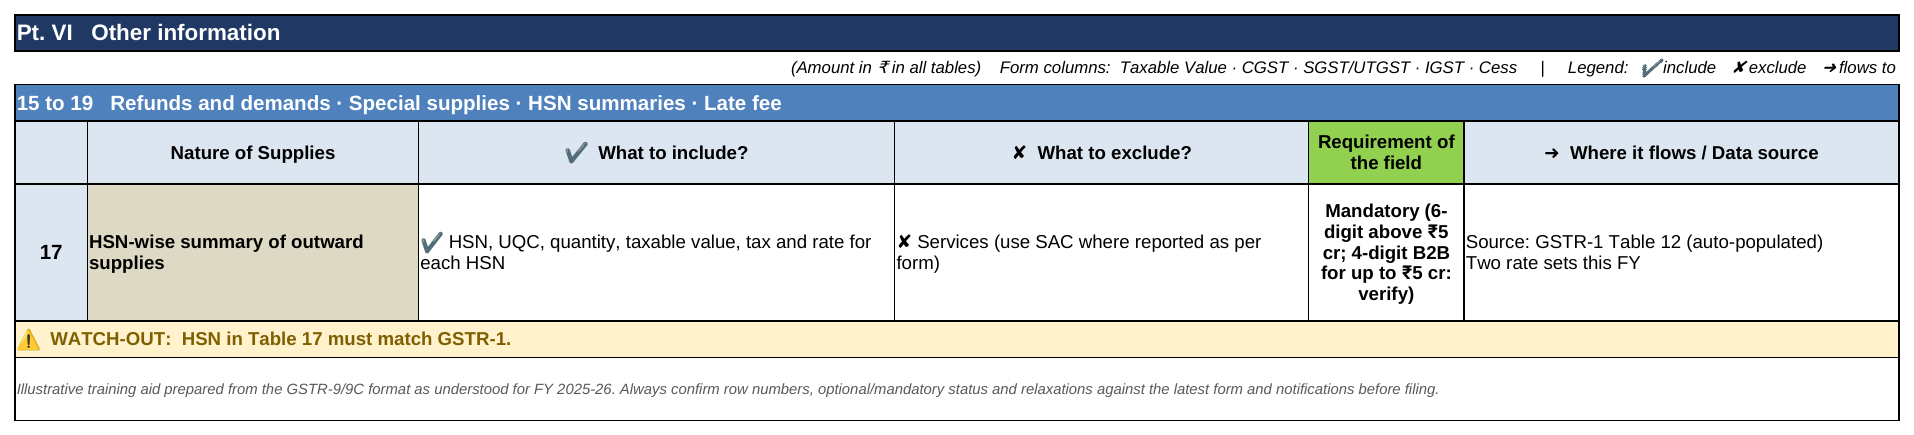 Pt. VI   Other information
(Amount in ₹ in all tables)   Form columns:  Taxable Value · CGST · SGST/UTGST · IGST · Cess   |   Legend:  ✔include   ✘exclude   ➔flows to
15 to 19   Refunds and demands · Special supplies · HSN summaries · Late fee
Nature of Supplies
✔ What to include?
✘ What to exclude?
Requirement of
the field
➔ Where it flows / Data source
17
HSN-wise summary of outward
supplies
✔ HSN, UQC, quantity, taxable value, tax and rate for
each HSN
✘ Services (use SAC where reported as per
form)
Mandatory (6-
digit above ₹5
cr; 4-digit B2B
for up to ₹5 cr:
verify)
Source: GSTR-1 Table 12 (auto-populated)
Two rate sets this FY
⚠ WATCH-OUT:  HSN in Table 17 must match GSTR-1.
Illustrative training aid prepared from the GSTR-9/9C format as understood for FY 2025-26. Always confirm row numbers, optional/mandatory status and relaxations against the latest form and notifications before filing.